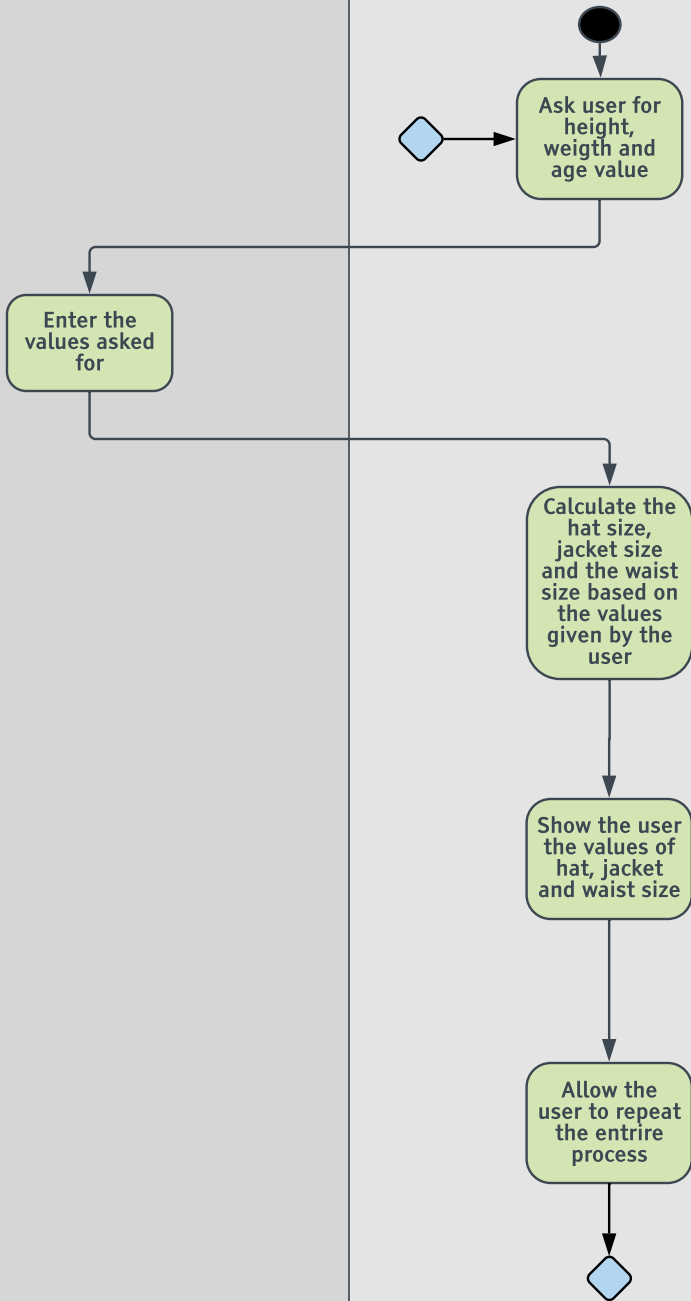 Ask user for
height,
weigth and
age value
Enter the
values asked
for
Calculate the
hat size,
jacket size
and the waist
size based on
the values
given by the
user
Show the user
the values of
hat, jacket
and waist size
Allow the
user to repeat
the entrire
process